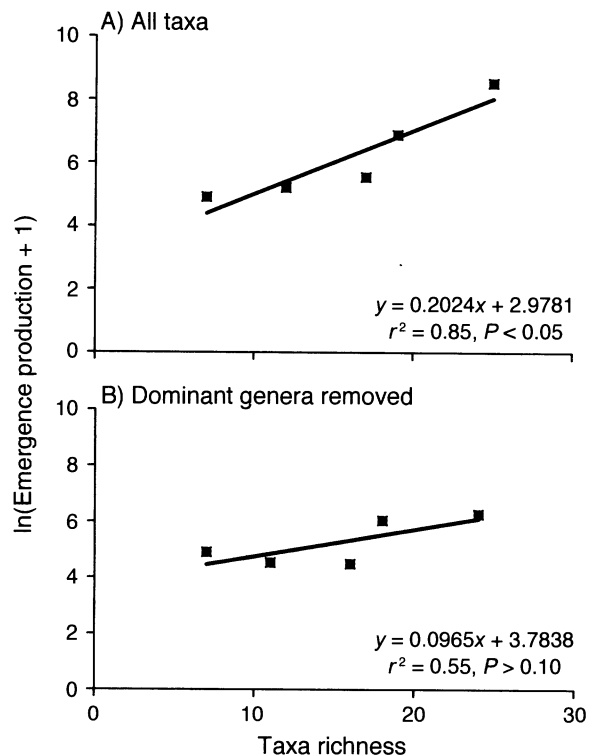 A) All taxa
10
8
6
4
2
0
y = 0.2024x + 2.9781
r² = 0.85, P < 0.05
ln(Emergence production + 1)
B) Dominant genera removed
10
8
6
4
2
0
y = 0.0965x + 3.7838
r² = 0.55, P > 0.10
0 10 20 30
Taxa richness